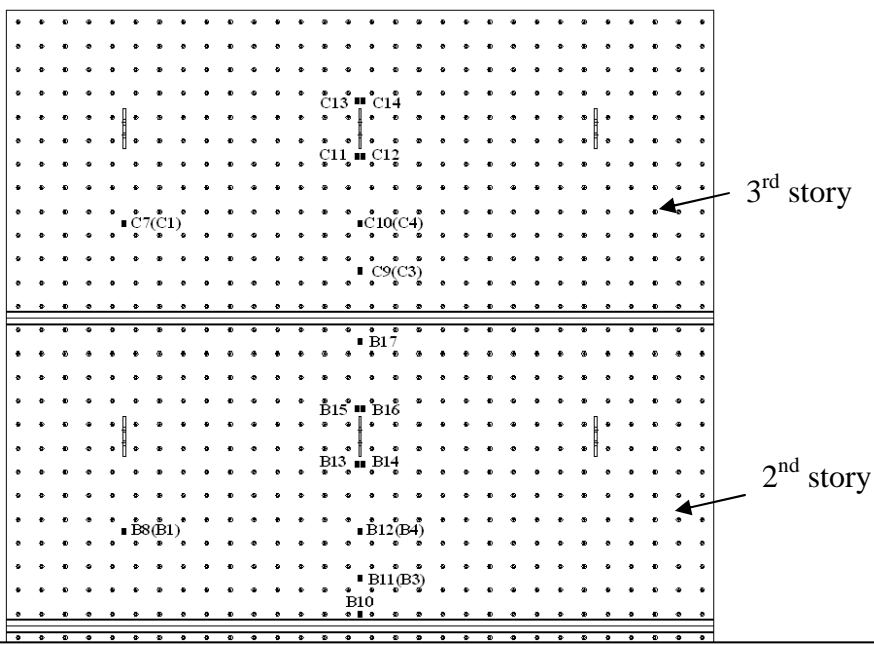 C13 C14
C11 C12
3rd story
C7(C1) C10(C4)
C9(C3)
B17
B15 B16
B13 B14
2nd story
B8(B1) B12(B4)
B11(B3)
B10